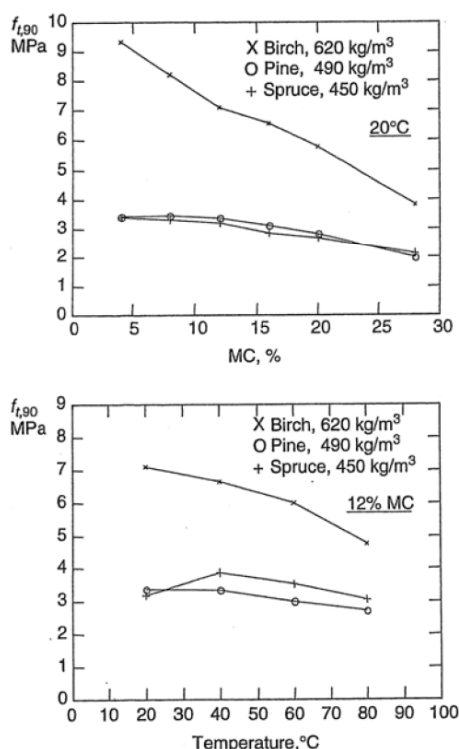 f_{t,90}
MPa
10
9
8
7
6
5
4
3
2
1
0
x Birch, 620 kg/m³
O Pine, 490 kg/m³
+ Spruce, 450 kg/m³
20°C
0 5 10 15 20 25 30
MC, %
f_{t,90}
MPa
9
8
7
6
5
4
3
2
1
0
X Birch, 620 kg/m³
O Pine, 490 kg/m³
+ Spruce, 450 kg/m³
12% MC
0 10 20 30 40 50 60 70 80 90 100
Temperature,°C